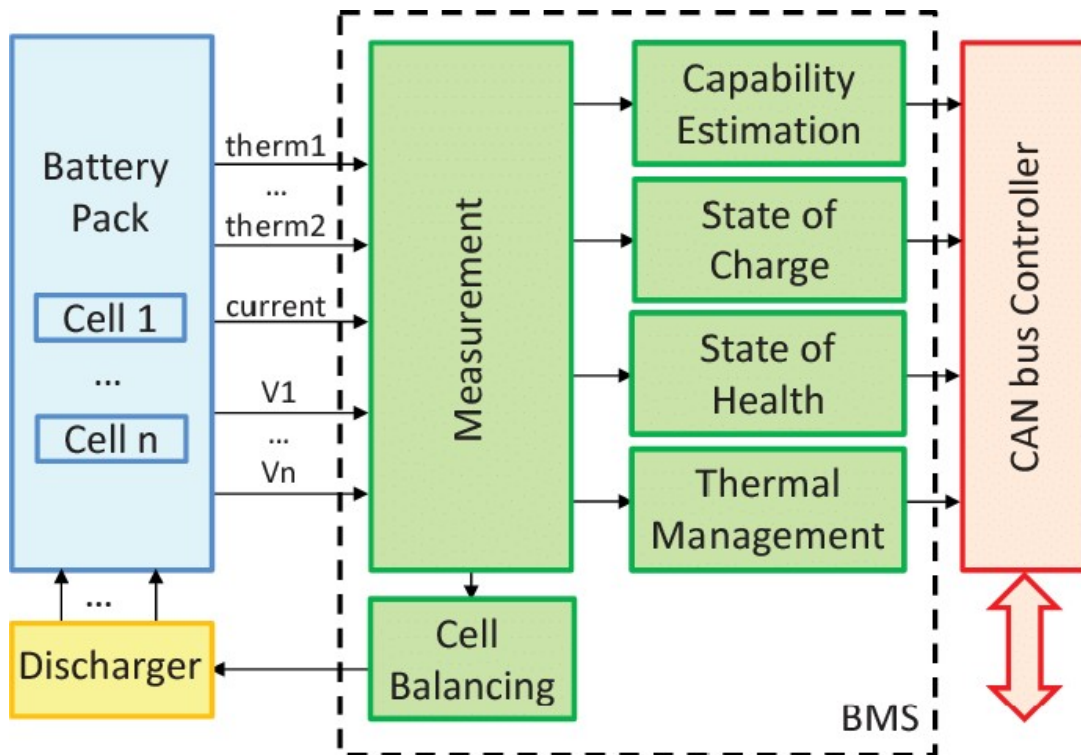 Battery
Pack
Cell 1
...
Cell n
therm1
...
therm2
current
V1
...
Vn
Measurement
Capability
Estimation
State of
Charge
State of
Health
Thermal
Management
CAN bus Controller
...
Discharger
Cell
Balancing
BMS